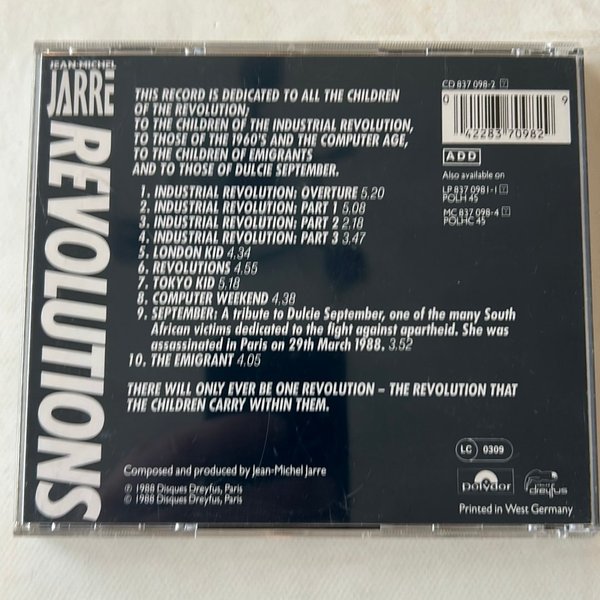 JEAN-MICHEL
JARRE
REVOLUTIONS
THIS RECORD IS DEDICATED TO ALL THE CHILDREN
OF THE REVOLUTION;
TO THE CHILDREN OF THE INDUSTRIAL REVOLUTION,
TO THOSE OF THE 1960'S AND THE COMPUTER AGE,
TO THE CHILDREN OF EMIGRANTS
AND TO THOSE OF DULCIE SEPTEMBER.
1. INDUSTRIAL REVOLUTION: OVERTURE 5.20
2. INDUSTRIAL REVOLUTION: PART 1 5.08
3. INDUSTRIAL REVOLUTION: PART 2 2.18
4. INDUSTRIAL REVOLUTION: PART 3 3.47
5. LONDON KID 4.34
6. REVOLUTIONS 4.55
7. TOKYO KID 5.18
8. COMPUTER WEEKEND 4.38
9. SEPTEMBER: A tribute to Dulcie September, one of the many South
African victims dedicated to the fight against apartheid. She was
assassinated in Paris on 29th March 1988. 3.52
10. THE EMIGRANT 4.05
THERE WILL ONLY EVER BE ONE REVOLUTION – THE REVOLUTION THAT
THE CHILDREN CARRY WITHIN THEM.
Composed and produced by Jean-Michel Jarre
℗ 1988 Disques Dreyfus, Paris
© 1988 Disques Dreyfus, Paris
CD 837 098-2
0 42283 70982 9
ADD
Also available on
LP 837 0981-1
POLH 45
MC 837 098-4
POLHC 45
LC 0309
polydor
dreyfus
Printed in West Germany